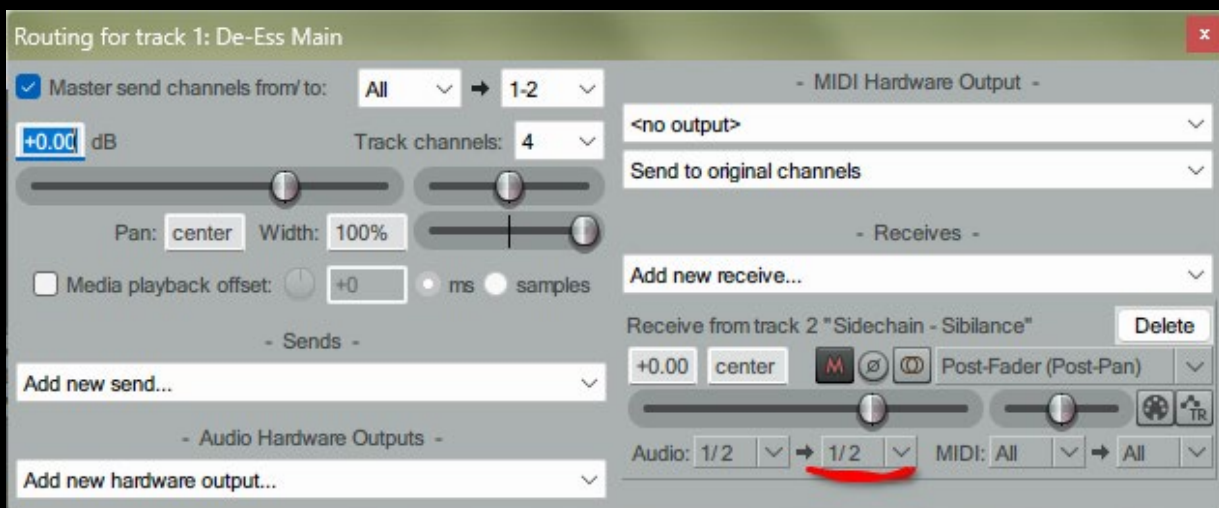 Routing for track 1: De-Ess Main
x
Master send channels from/to: All 1-2
+0.00 dB Track channels: 4
Pan: center Width: 100%
Media playback offset: +0 ms samples
- Sends -
Add new send...
- Audio Hardware Outputs -
Add new hardware output...
- MIDI Hardware Output -
<no output>
Send to original channels
- Receives -
Add new receive...
Receive from track 2 "Sidechain - Sibilance" Delete
+0.00 center M Post-Fader (Post-Pan)
TR
Audio: 1/2 1/2 MIDI: All All